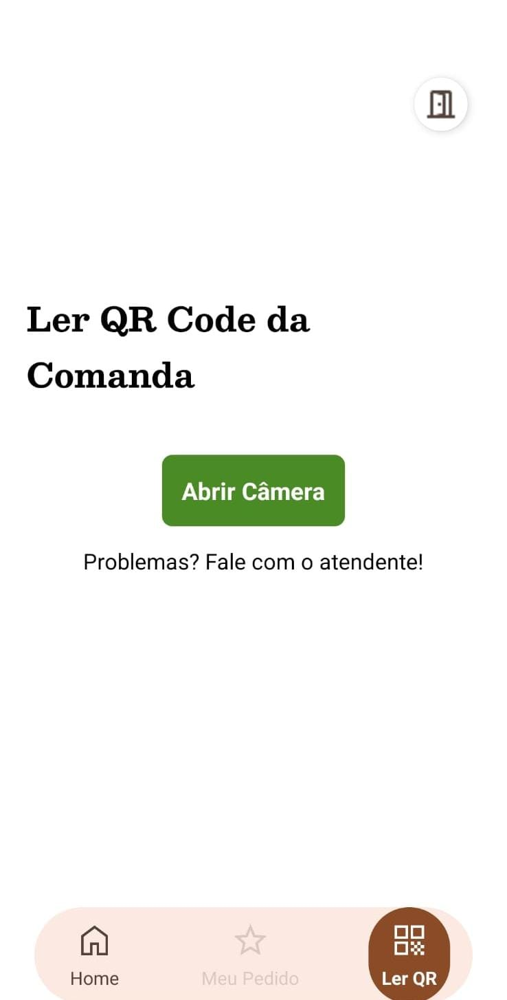 Ler QR Code da
Comanda
Abrir Câmera
Problemas? Fale com o atendente!
Home
Meu Pedido
Ler QR